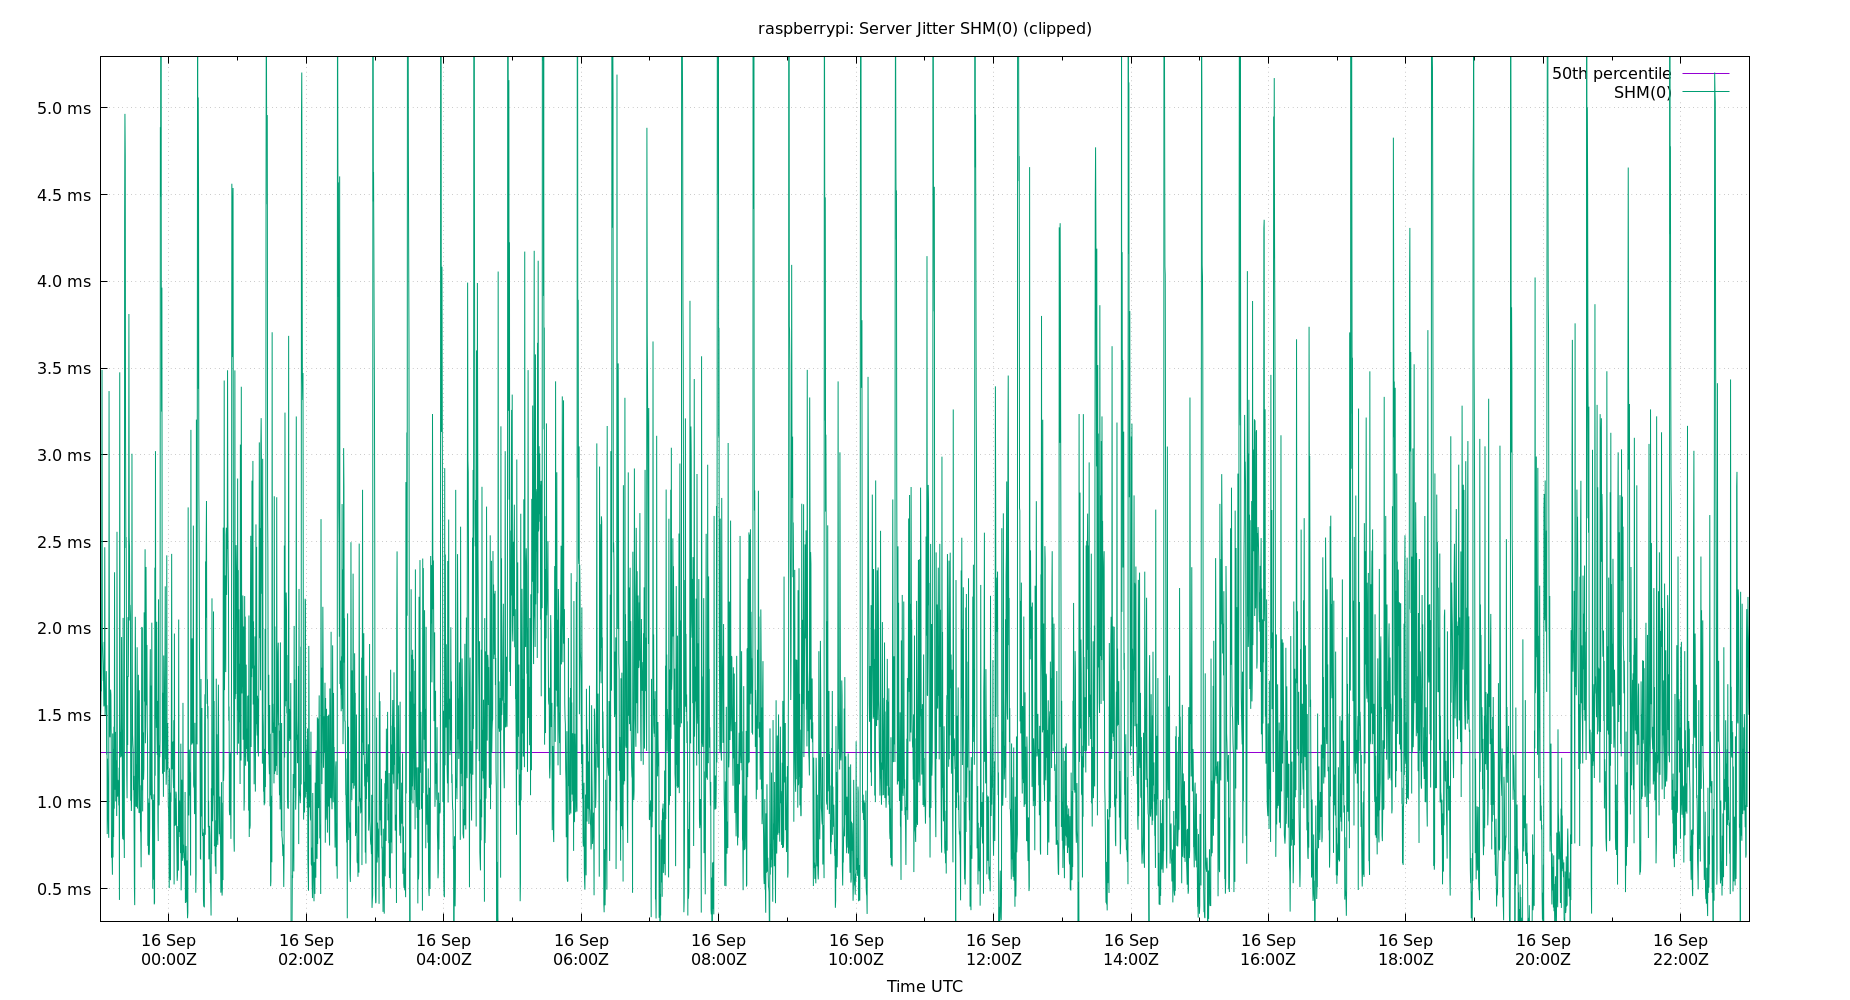 raspberrypi: Server Jitter SHM(0) (clipped)
50th percentile
SHM(0)
5.0 ms
4.5 ms
4.0 ms
3.5 ms
3.0 ms
2.5 ms
2.0 ms
1.5 ms
1.0 ms
0.5 ms
16 Sep 16 Sep 16 Sep 16 Sep 16 Sep 16 Sep 16 Sep 16 Sep 16 Sep 16 Sep 16 Sep 16 Sep
00:00Z 02:00Z 04:00Z 06:00Z 08:00Z 10:00Z 12:00Z 14:00Z 16:00Z 18:00Z 20:00Z 22:00Z
Time UTC